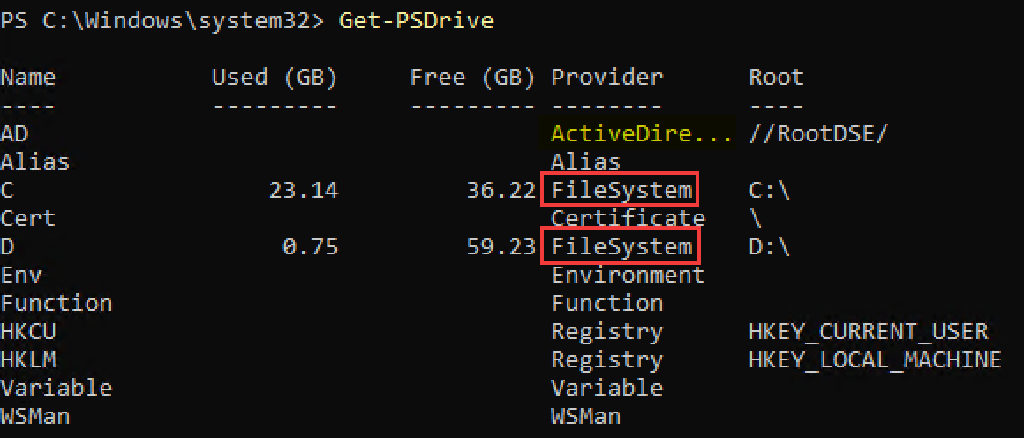 PS C:\Windows\system32> Get-PSDrive
Name Used (GB) Free (GB) Provider Root
---- --------- --------- -------- ----
AD ActiveDire... //RootDSE/
Alias Alias
C 23.14 36.22 FileSystem C:\
Cert Certificate \
D 0.75 59.23 FileSystem D:\
Env Environment
Function Function
HKCU Registry HKEY_CURRENT_USER
HKLM Registry HKEY_LOCAL_MACHINE
Variable Variable
WSMan WSMan